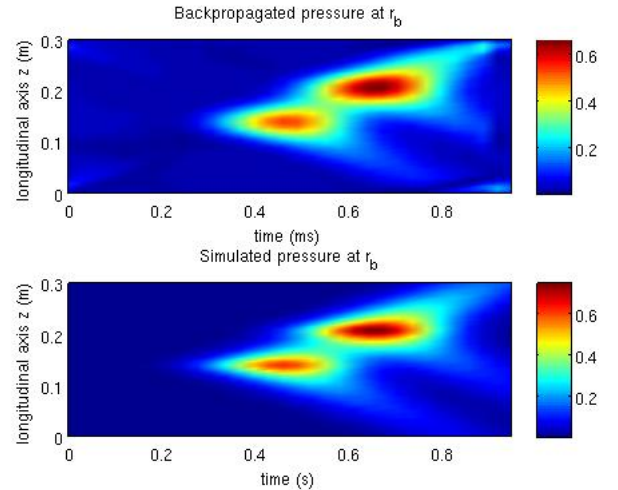 Backpropagated pressure at r_b
longitudinal axis z (m)
0.3
0.2
0.1
0
0 0.2 0.4 0.6 0.8
time (ms)
0.6
0.4
0.2
Simulated pressure at r_b
longitudinal axis z (m)
0.3
0.2
0.1
0
0 0.2 0.4 0.6 0.8
time (s)
0.6
0.4
0.2